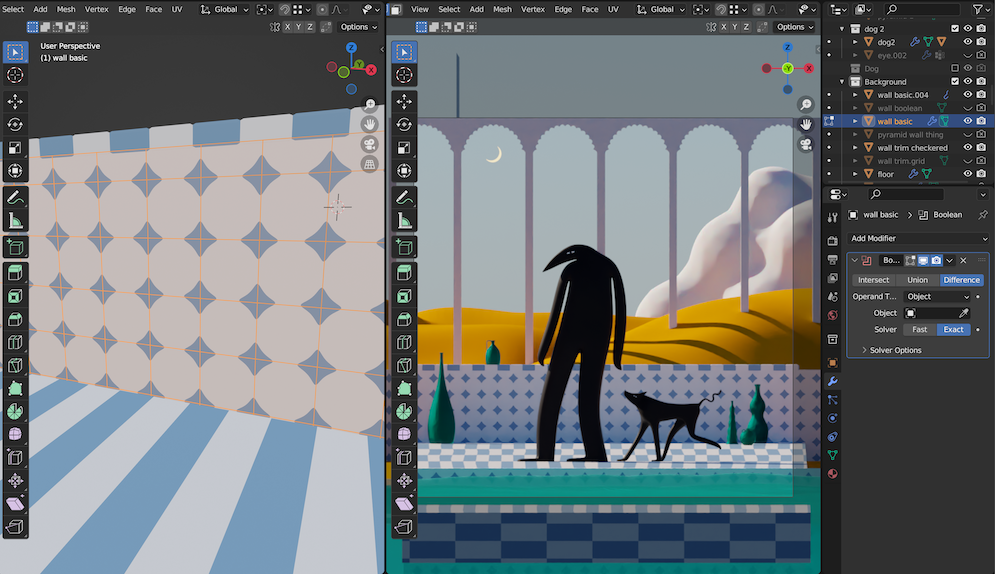 Select Add Mesh Vertex Edge Face UV Global
X Y Z Options
User Perspective
(1) wall basic
Z
Y
X
View Select Add Mesh Vertex Edge Face UV Global
X Y Z Options
Z
-Y
X
dog 2
dog2
eye.002
Dog
Background
wall basic.004
wall boolean
wall basic
pyramid wall thing
wall trim checkered
wall trim.grid
floor
wall basic > Boolean
Add Modifier
Bo...
Intersect Union Difference
Operand T... Object
Object
Solver Fast Exact
Solver Options